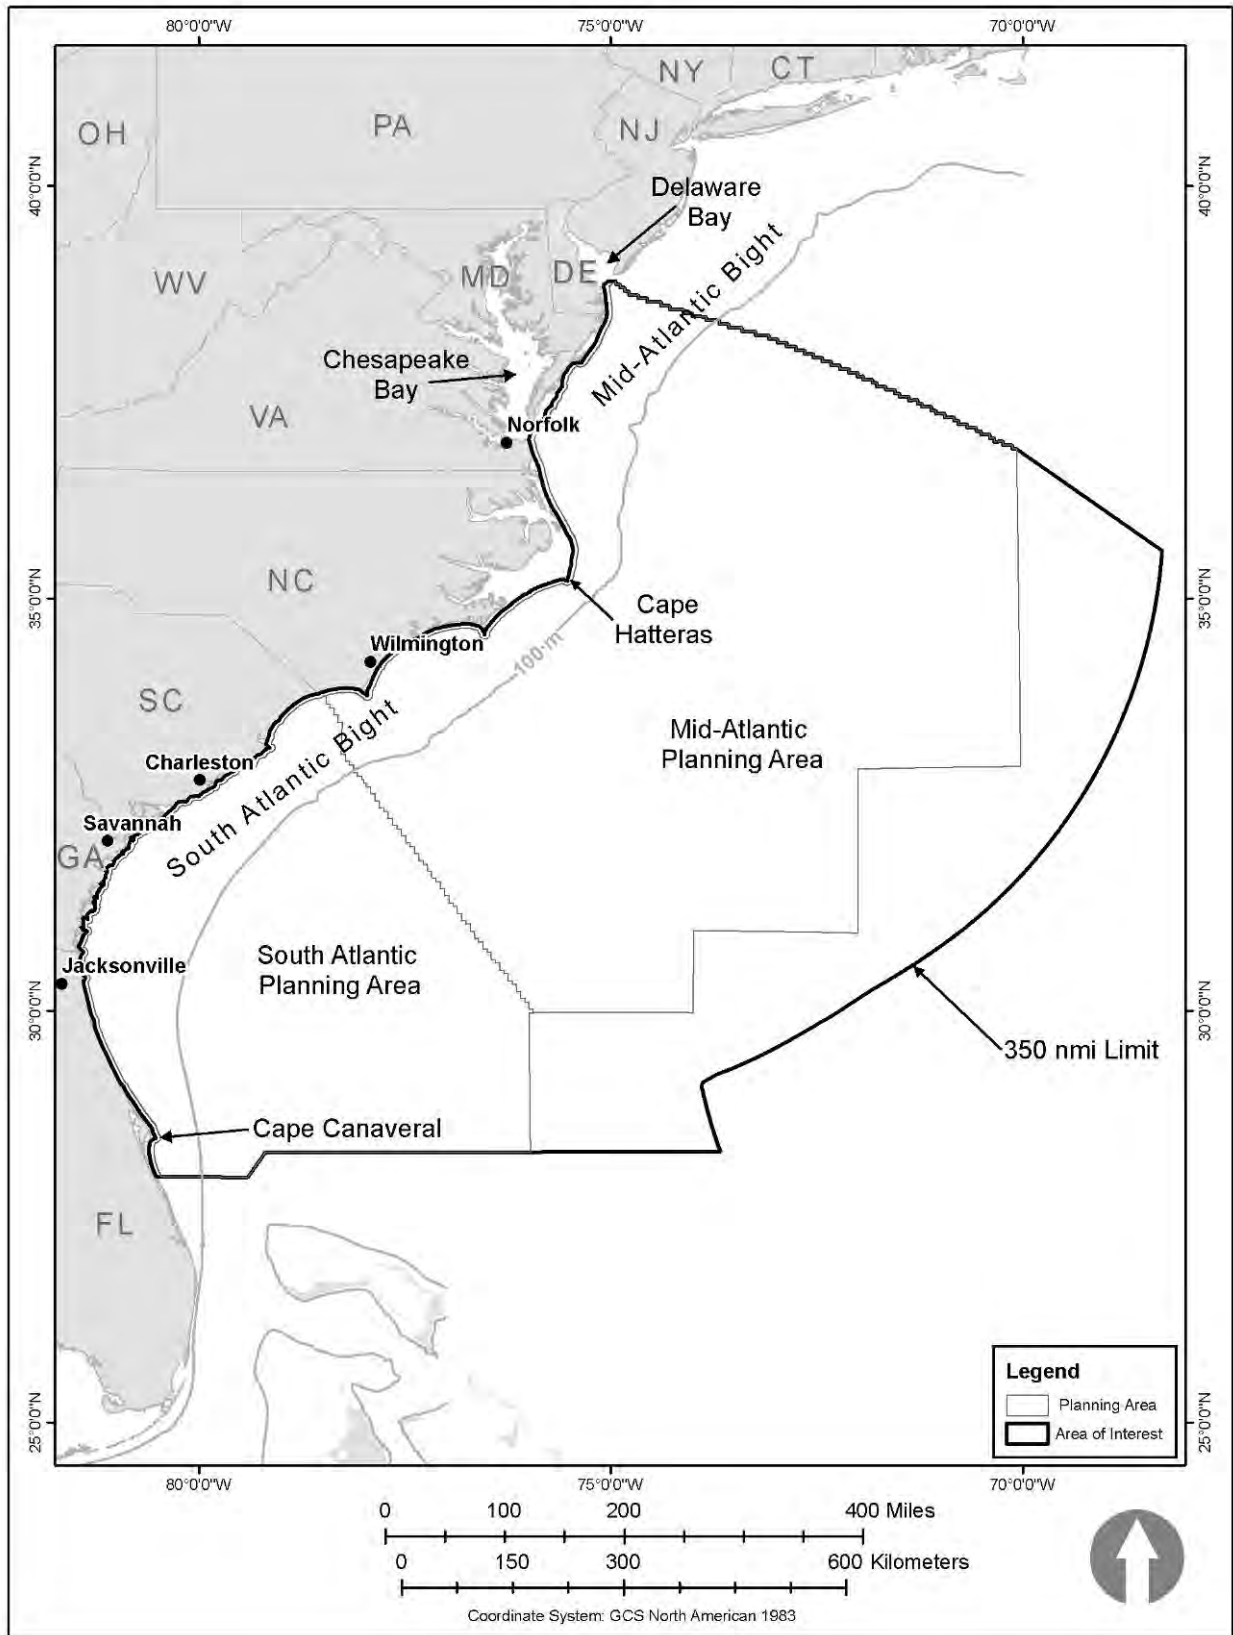 80°0'0"W
75°0'0"W
70°0'0"W
NY
CT
OH
PA
NJ
40°0'0"N
40°0'0"N
Delaware
Bay
WV
MD
DE
Mid-Atlantic Bight
Chesapeake
Bay
VA
Norfolk
NC
35°0'0"N
35°0'0"N
Cape
Hatteras
Wilmington
100-m
SC
Mid-Atlantic
Planning Area
Charleston
South Atlantic Bight
Savannah
GA
South Atlantic
Planning Area
Jacksonville
30°0'0"N
30°0'0"N
350 nmi Limit
Cape Canaveral
FL
Legend
Planning Area
Area of Interest
25°0'0"N
25°0'0"N
80°0'0"W
75°0'0"W
70°0'0"W
0 100 200 400 Miles
0 150 300 600 Kilometers
Coordinate System: GCS North American 1983